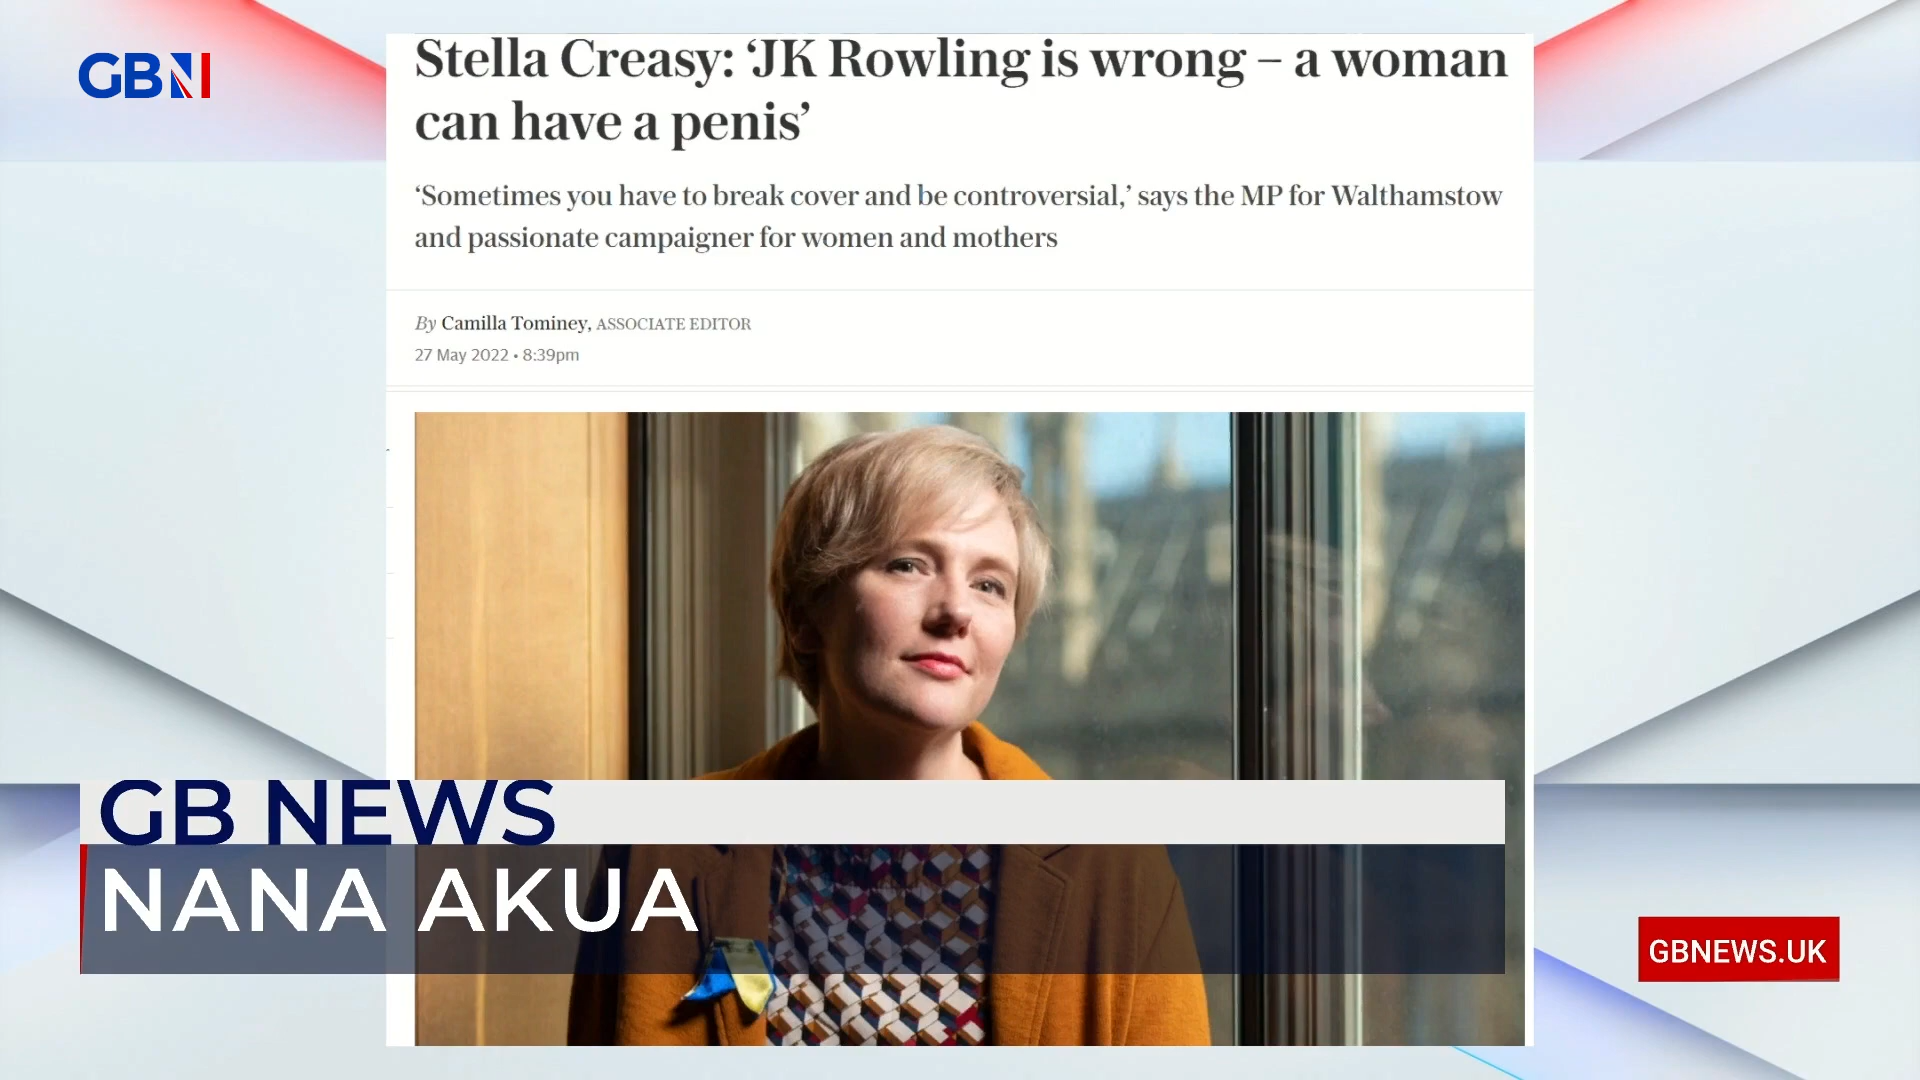 GBN
Stella Creasy: ‘JK Rowling is wrong – a woman
can have a penis’
‘Sometimes you have to break cover and be controversial,’ says the MP for Walthamstow
and passionate campaigner for women and mothers
By Camilla Tominey, ASSOCIATE EDITOR
27 May 2022 • 8:39pm
GB NEWS
NANA AKUA
GBNEWS.UK